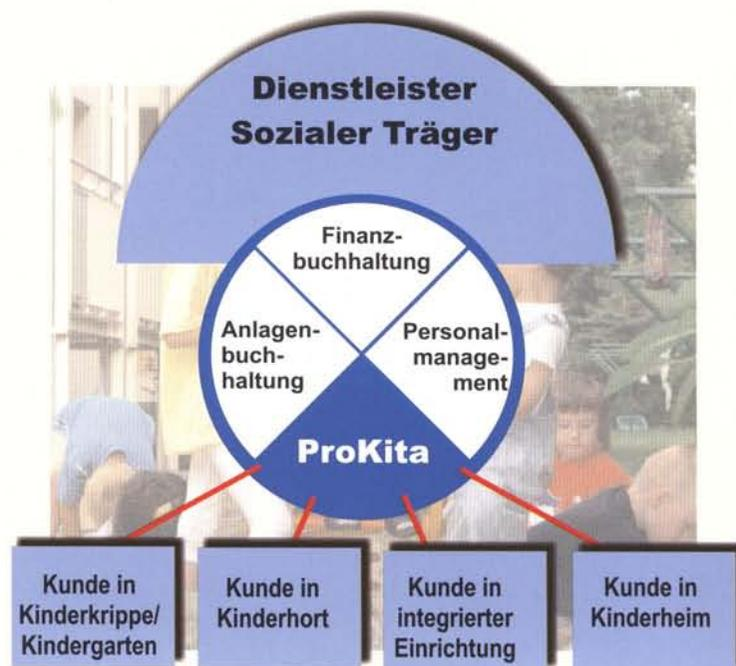 Dienstleister
Sozialer Träger
Finanz-
buchhaltung
Anlagen-
buch-
haltung
Personal-
manage-
ment
ProKita
Kunde in
Kinderkrippe/
Kindergarten
Kunde in
Kinderhort
Kunde in
integrierter
Einrichtung
Kunde in
Kinderheim